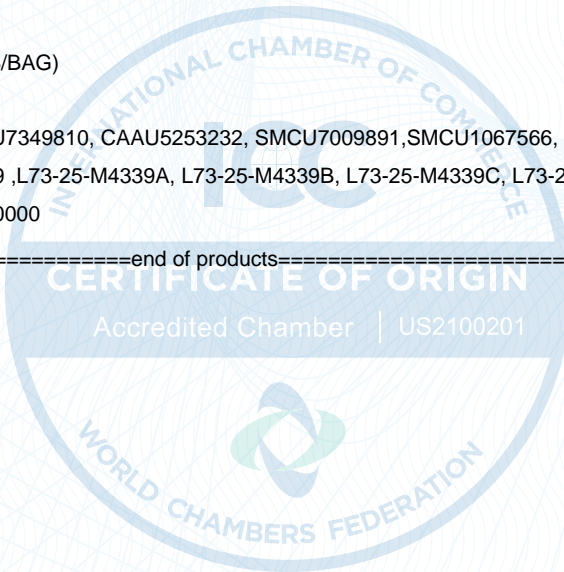 /BAG)
INTERNATIONAL CHAMBER OF COMMERCE
U7349810, CAAU5253232, SMCU7009891,SMCU1067566,
ICC
9 ,L73-25-M4339A, L73-25-M4339B, L73-25-M4339C, L73-2
0000
============end of products=======================
CERTIFICATE OF ORIGIN
Accredited Chamber | US2100201
WORLD CHAMBERS FEDERATION